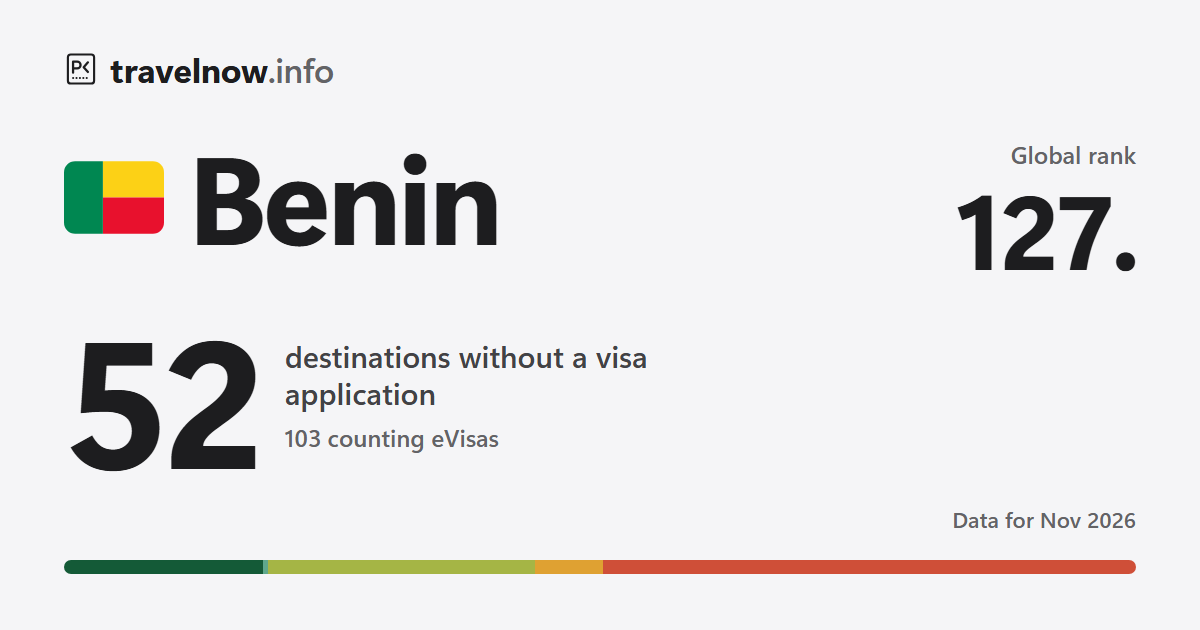 travelnow.info
Benin
Global rank
127.
52
destinations without a visa
application
103 counting eVisas
Data for Nov 2026